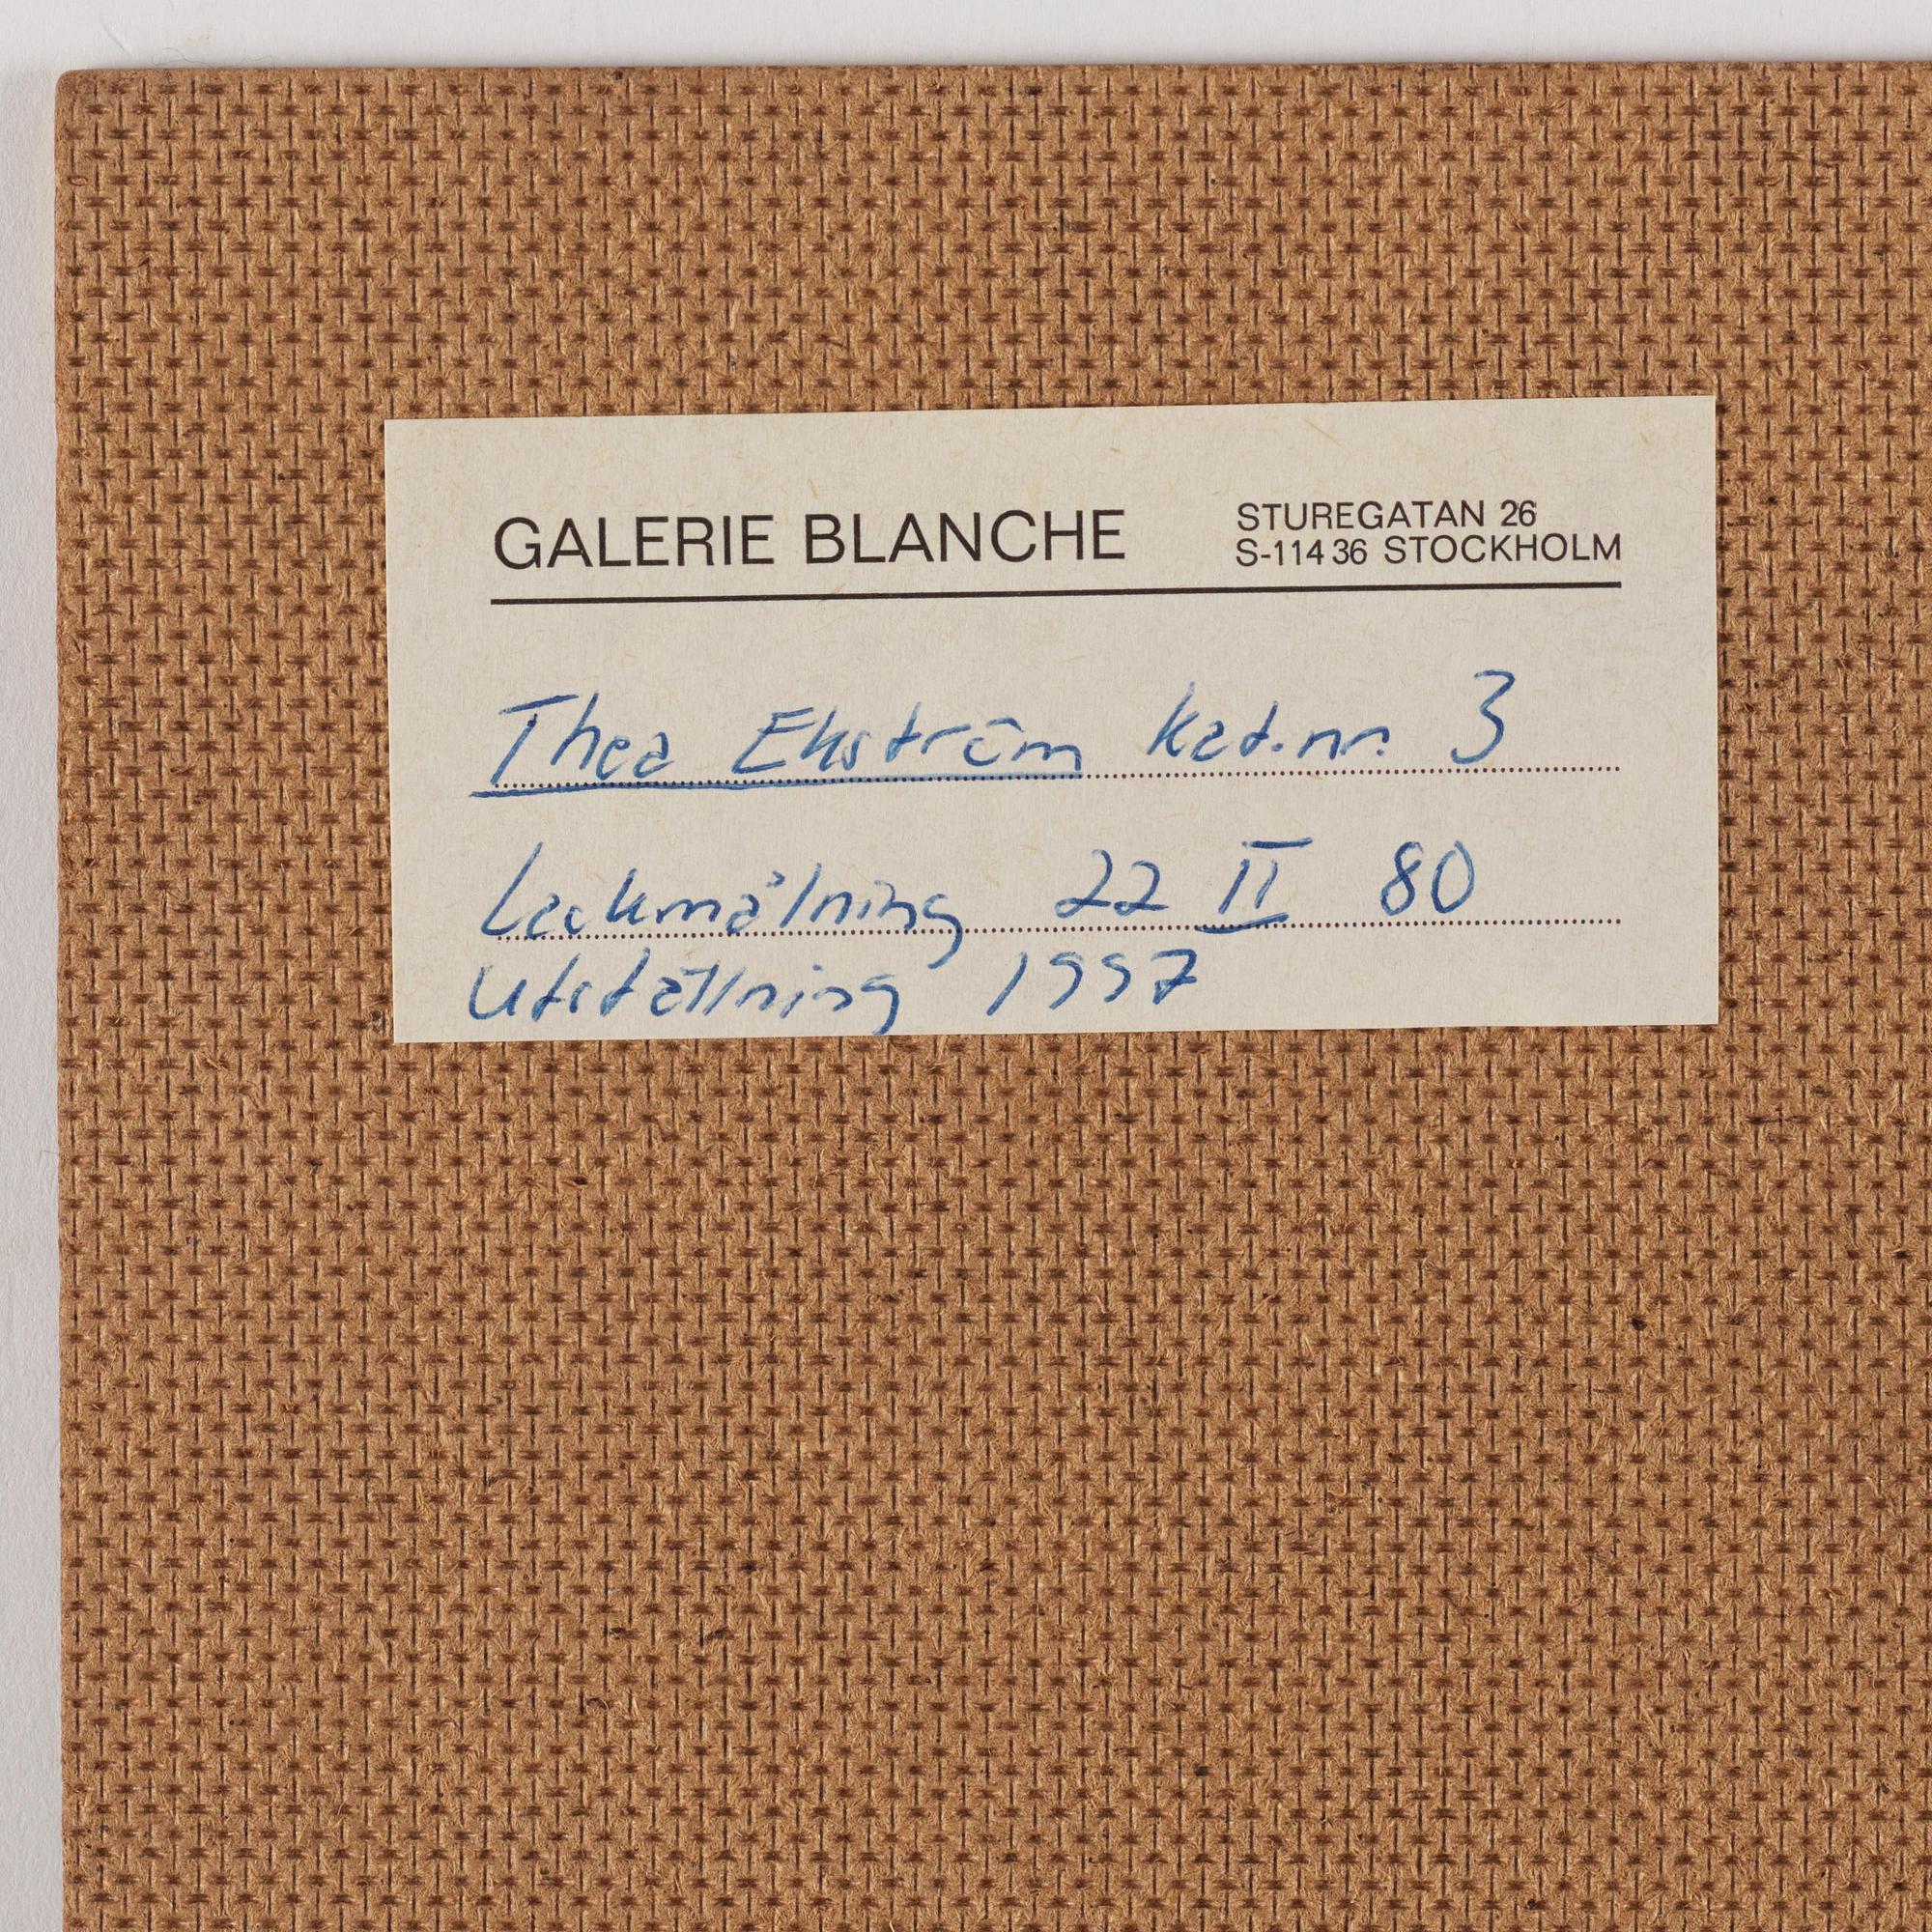 GALERIE BLANCHE
STUREGATAN 26
S-114 36 STOCKHOLM
Thea Ekström kat.nr. 3
Lackmålning 22 II 80
Utställning 1997